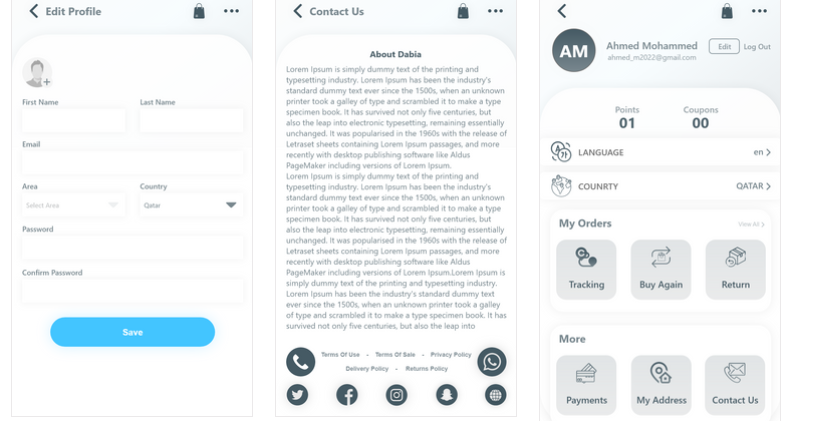 Edit Profile
First Name
Last Name
Email
Area
Country
Select Area
Qatar
Password
Confirm Password
Save
Contact Us
About Dabia
Lorem Ipsum is simply dummy text of the printing and
typesetting industry. Lorem Ipsum has been the industry's
standard dummy text ever since the 1500s, when an unknown
printer took a galley of type and scrambled it to make a type
specimen book. It has survived not only five centuries, but
also the leap into electronic typesetting, remaining essentially
unchanged. It was popularised in the 1960s with the release of
Letraset sheets containing Lorem Ipsum passages, and more
recently with desktop publishing software like Aldus
PageMaker including versions of Lorem Ipsum.
Lorem Ipsum is simply dummy text of the printing and
typesetting industry. Lorem Ipsum has been the industry's
standard dummy text ever since the 1500s, when an unknown
printer took a galley of type and scrambled it to make a type
specimen book. It has survived not only five centuries, but
also the leap into electronic typesetting, remaining essentially
unchanged. It was popularised in the 1960s with the release of
Letraset sheets containing Lorem Ipsum passages, and more
recently with desktop publishing software like Aldus
PageMaker including versions of Lorem Ipsum.Lorem Ipsum is
simply dummy text of the printing and typesetting industry.
Lorem Ipsum has been the industry's standard dummy text
ever since the 1500s, when an unknown printer took a galley
of type and scrambled it to make a type specimen book. It has
survived not only five centuries, but also the leap into
Terms Of Use - Terms Of Sale - Privacy Policy
Delivery Policy - Returns Policy
AM
Ahmed Mohammed
Edit
Log Out
ahmed_m2022@gmail.com
Points
Coupons
01
00
LANGUAGE
en >
COUNRTY
QATAR >
My Orders
View All >
Tracking
Buy Again
Return
More
Payments
My Address
Contact Us